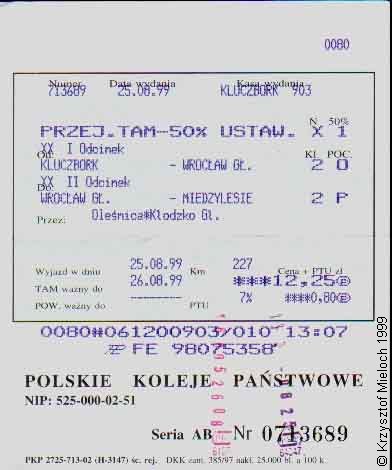 0080
Numer Data wydania Kasa wydania
713689 25.08.99 KLUCZBORK 903
N 50%
PRZEJ.TAM-50% USTAW. X 1
XX I Odcinek
Od: KL POC.
KLUCZBORK - WROCŁAW GŁ. 2 O
XX II Odcinek
Do:
WROCŁAW GŁ. - MIEDZYLESIE 2 P
Przez: Oleśnica*Kłodzko Gł.
Wyjazd w dniu 25.08.99 Km 227 Cena + PTU zł
TAM ważny do 26.08.99 ***12,25
POW. ważny do ---------- PTU 7% ****0,80
0080*061200903/010 13:07
FE 98075358
POLSKIE KOLEJE PAŃSTWOWE
NIP: 525-000-02-51
Seria AB Nr 0713689
PKP 2725-713-02 (H-3147) śc. rej. DKK zam. 385/97 nakł. 25.000 bl. a 100 k.
© Krzysztof Mieloch 1999